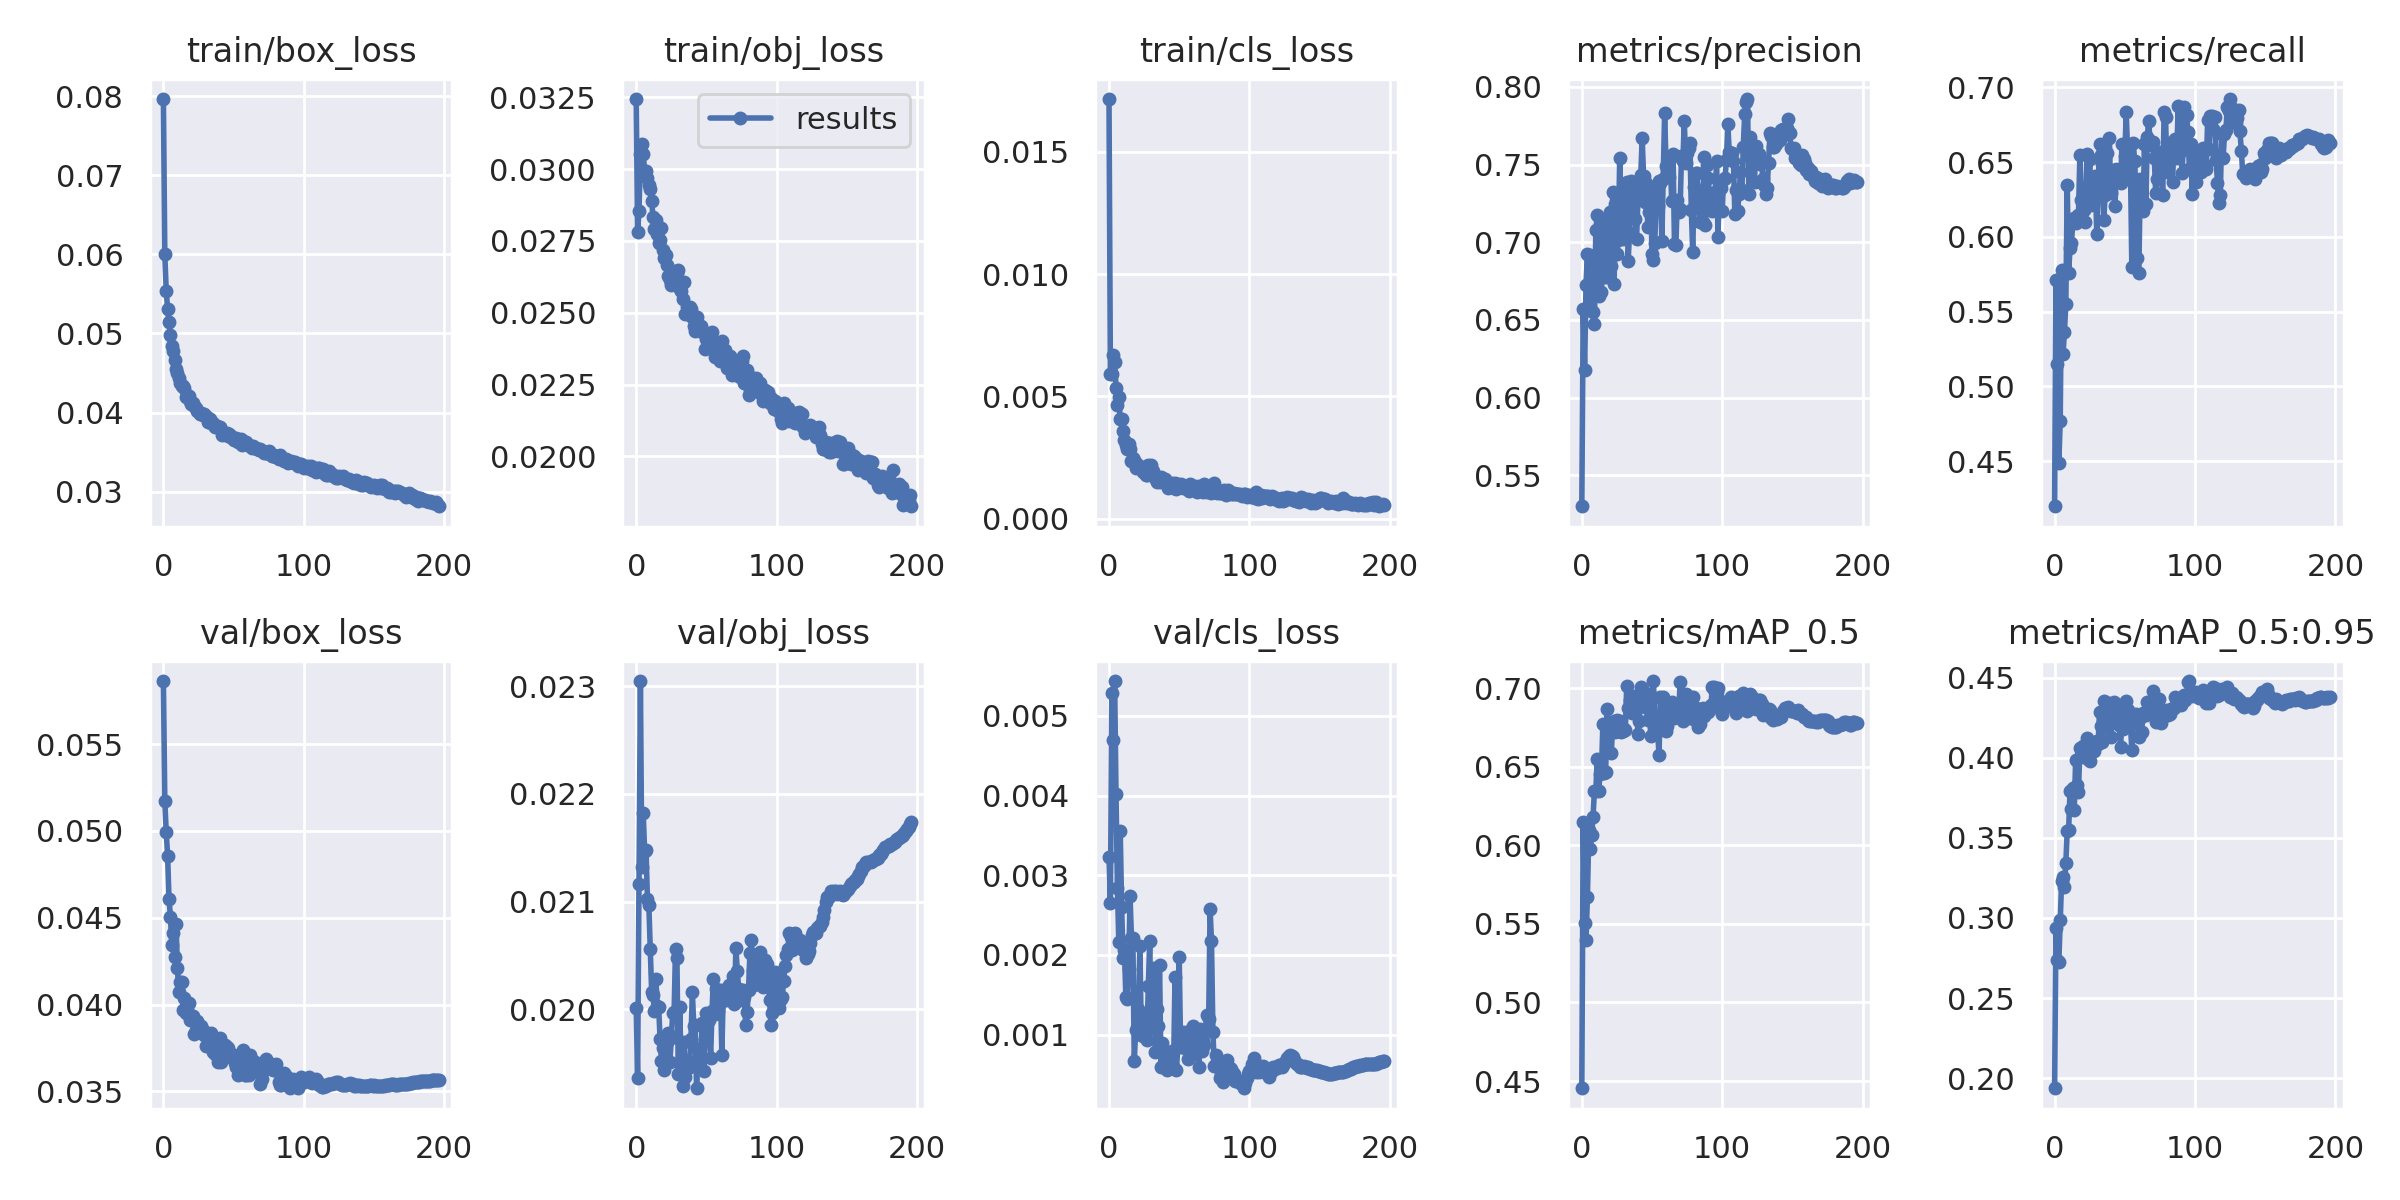 train/box_loss
0.08
0.07
0.06
0.05
0.04
0.03
0 100 200
train/obj_loss
results
0.0325
0.0300
0.0275
0.0250
0.0225
0.0200
0 100 200
train/cls_loss
0.015
0.010
0.005
0.000
0 100 200
metrics/precision
0.80
0.75
0.70
0.65
0.60
0.55
0 100 200
metrics/recall
0.70
0.65
0.60
0.55
0.50
0.45
0 100 200
val/box_loss
0.055
0.050
0.045
0.040
0.035
0 100 200
val/obj_loss
0.023
0.022
0.021
0.020
0 100 200
val/cls_loss
0.005
0.004
0.003
0.002
0.001
0 100 200
metrics/mAP_0.5
0.70
0.65
0.60
0.55
0.50
0.45
0 100 200
metrics/mAP_0.5:0.95
0.45
0.40
0.35
0.30
0.25
0.20
0 100 200